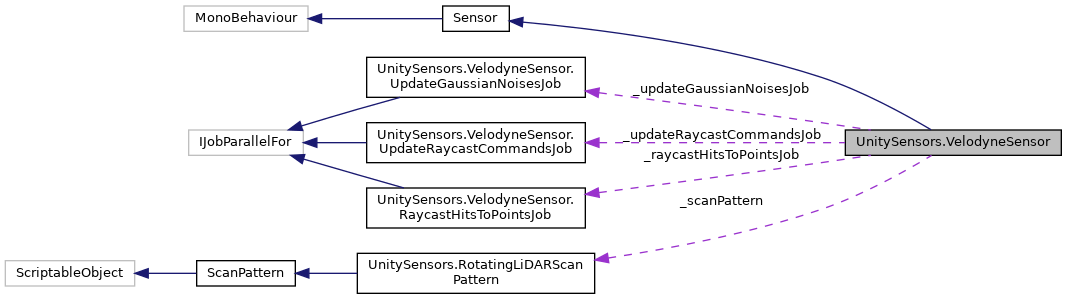 MonoBehaviour
Sensor
UnitySensors.VelodyneSensor.
UpdateGaussianNoisesJob
_updateGaussianNoisesJob
IJobParallelFor
UnitySensors.VelodyneSensor.
UpdateRaycastCommandsJob
_updateRaycastCommandsJob
UnitySensors.VelodyneSensor
_raycastHitsToPointsJob
UnitySensors.VelodyneSensor.
RaycastHitsToPointsJob
_scanPattern
ScriptableObject
ScanPattern
UnitySensors.RotatingLiDARScan
Pattern